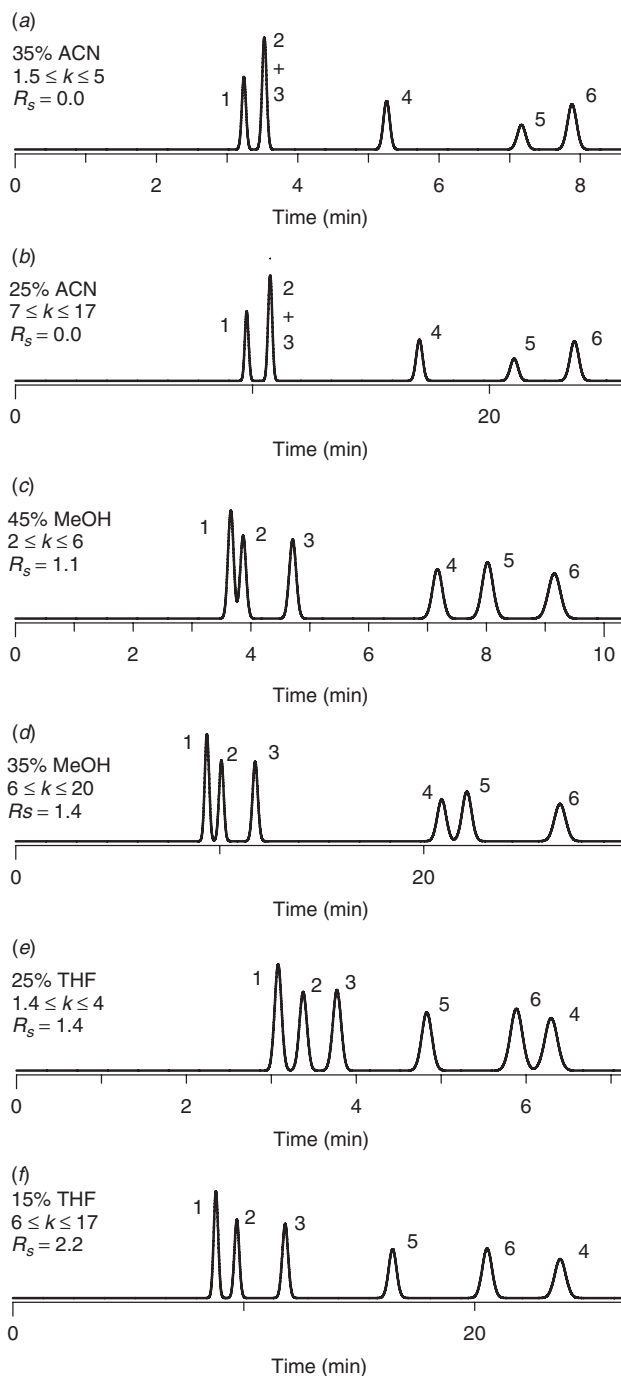 (a)
35% ACN
1.5 ≤ k ≤ 5
Rs = 0.0
1
2
+
3
4
5
6
0 2 4 6 8
Time (min)
(b)
25% ACN
7 ≤ k ≤ 17
Rs = 0.0
1
2
+
3
4
5
6
0 20
Time (min)
(c)
45% MeOH
2 ≤ k ≤ 6
Rs = 1.1
1 2 3 4 5 6
0 2 4 6 8 10
Time (min)
(d)
35% MeOH
6 ≤ k ≤ 20
Rs = 1.4
1 2 3 4 5 6
0 20
Time (min)
(e)
25% THF
1.4 ≤ k ≤ 4
Rs = 1.4
1 2 3 5 6 4
0 2 4 6
Time (min)
(f)
15% THF
6 ≤ k ≤ 17
Rs = 2.2
1 2 3 5 6 4
0 20
Time (min)